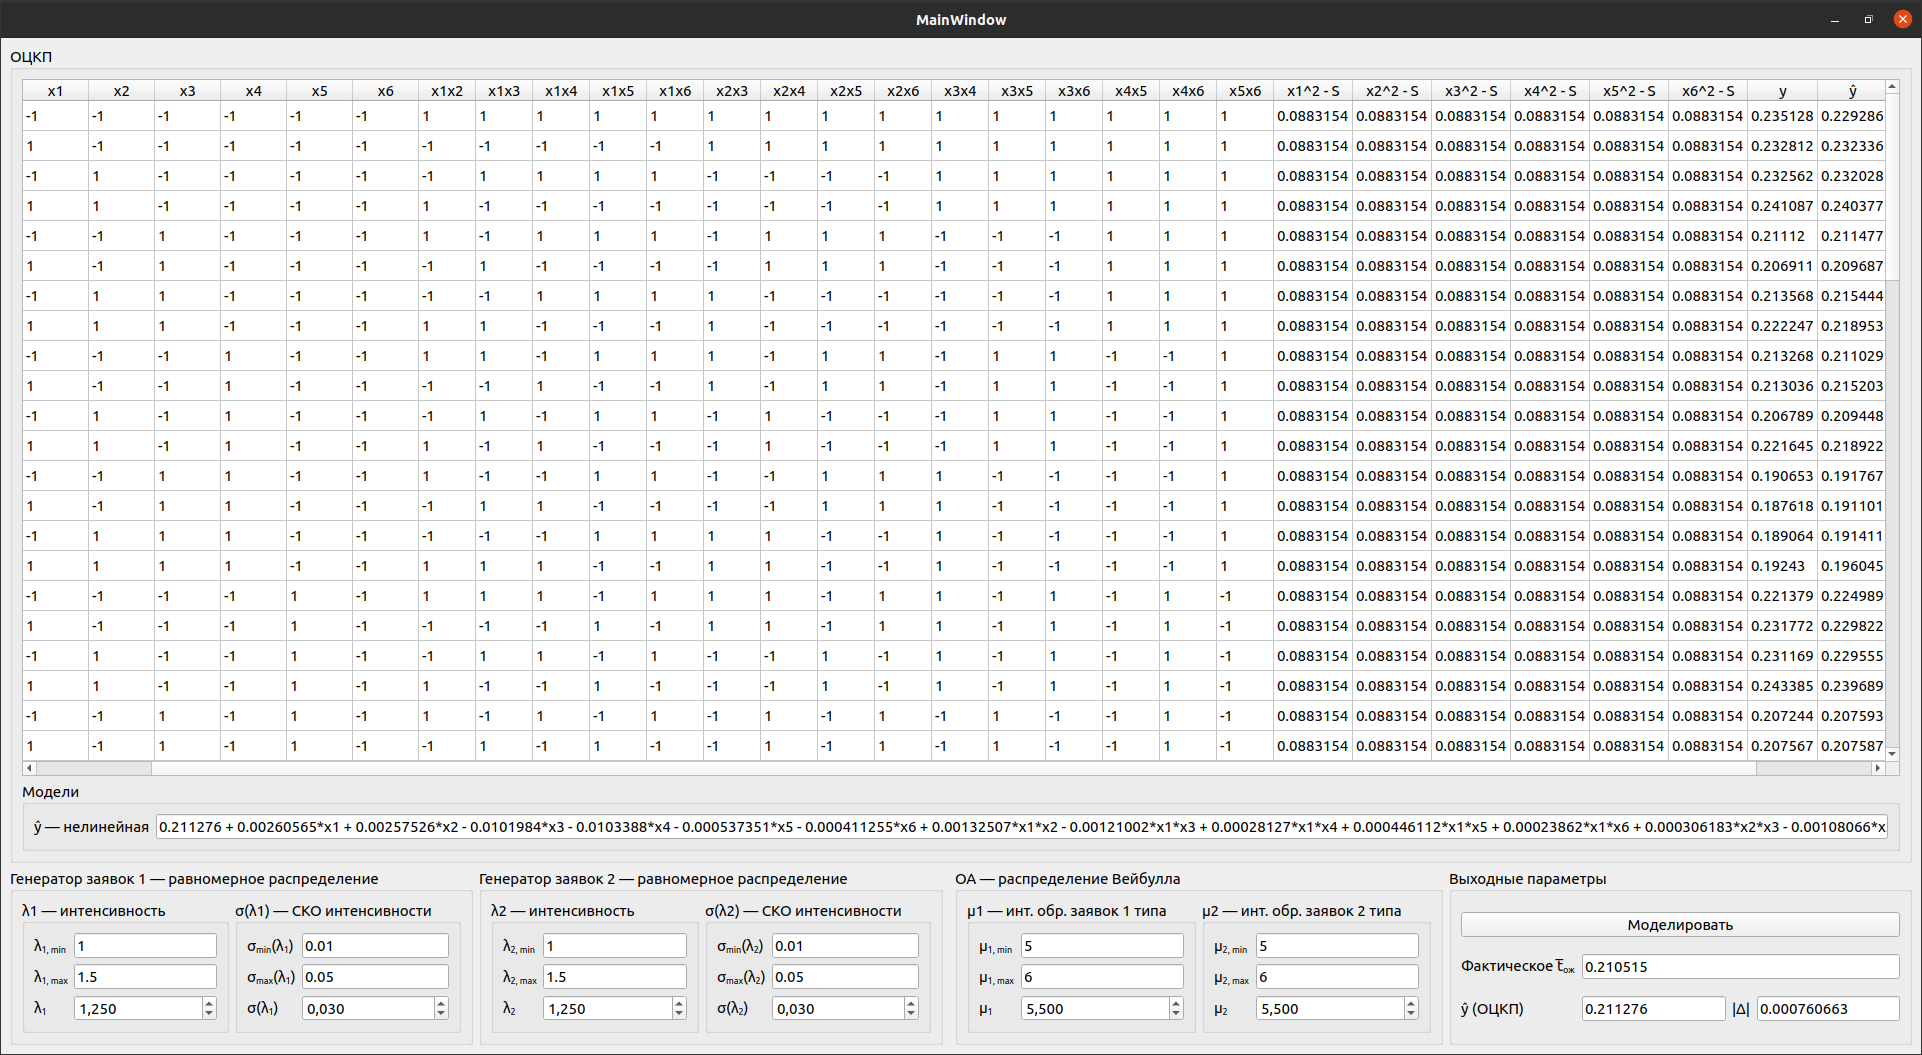 MainWindow
ОЦКП
x1 x2 x3 x4 x5 x6 x1x2 x1x3 x1x4 x1x5 x1x6 x2x3 x2x4 x2x5 x2x6 x3x4 x3x5 x3x6 x4x5 x4x6 x5x6 x1^2 - S x2^2 - S x3^2 - S x4^2 - S x5^2 - S x6^2 - S y ŷ
-1 -1 -1 -1 -1 -1 1 1 1 1 1 1 1 1 1 1 1 1 1 1 1 0.0883154 0.0883154 0.0883154 0.0883154 0.0883154 0.0883154 0.235128 0.229286
1 -1 -1 -1 -1 -1 -1 -1 -1 -1 -1 1 1 1 1 1 1 1 1 1 1 0.0883154 0.0883154 0.0883154 0.0883154 0.0883154 0.0883154 0.232812 0.232336
-1 1 -1 -1 -1 -1 -1 1 1 1 1 -1 -1 -1 -1 1 1 1 1 1 1 0.0883154 0.0883154 0.0883154 0.0883154 0.0883154 0.0883154 0.232562 0.232028
1 1 -1 -1 -1 -1 1 -1 -1 -1 -1 -1 -1 -1 -1 1 1 1 1 1 1 0.0883154 0.0883154 0.0883154 0.0883154 0.0883154 0.0883154 0.241087 0.240377
-1 -1 1 -1 -1 -1 1 -1 1 1 1 -1 1 1 1 -1 -1 -1 1 1 1 0.0883154 0.0883154 0.0883154 0.0883154 0.0883154 0.0883154 0.21112 0.211477
1 -1 1 -1 -1 -1 -1 1 -1 -1 -1 -1 1 1 1 -1 -1 -1 1 1 1 0.0883154 0.0883154 0.0883154 0.0883154 0.0883154 0.0883154 0.206911 0.209687
-1 1 1 -1 -1 -1 -1 -1 1 1 1 1 -1 -1 -1 -1 -1 -1 1 1 1 0.0883154 0.0883154 0.0883154 0.0883154 0.0883154 0.0883154 0.213568 0.215444
1 1 1 -1 -1 -1 1 1 -1 -1 -1 1 -1 -1 -1 -1 -1 -1 1 1 1 0.0883154 0.0883154 0.0883154 0.0883154 0.0883154 0.0883154 0.222247 0.218953
-1 -1 -1 1 -1 -1 1 1 -1 1 1 1 -1 1 1 -1 1 1 -1 -1 1 0.0883154 0.0883154 0.0883154 0.0883154 0.0883154 0.0883154 0.213268 0.211029
1 -1 -1 1 -1 -1 -1 -1 1 -1 -1 1 -1 1 1 -1 1 1 -1 -1 1 0.0883154 0.0883154 0.0883154 0.0883154 0.0883154 0.0883154 0.213036 0.215203
-1 1 -1 1 -1 -1 -1 1 -1 1 1 -1 1 -1 -1 -1 1 1 -1 -1 1 0.0883154 0.0883154 0.0883154 0.0883154 0.0883154 0.0883154 0.206789 0.209448
1 1 -1 1 -1 -1 1 -1 1 -1 -1 -1 1 -1 -1 -1 1 1 -1 -1 1 0.0883154 0.0883154 0.0883154 0.0883154 0.0883154 0.0883154 0.221645 0.218922
-1 -1 1 1 -1 -1 1 -1 -1 1 1 -1 -1 1 1 1 -1 -1 -1 -1 1 0.0883154 0.0883154 0.0883154 0.0883154 0.0883154 0.0883154 0.190653 0.191767
1 -1 1 1 -1 -1 -1 1 1 -1 -1 -1 -1 1 1 1 -1 -1 -1 -1 1 0.0883154 0.0883154 0.0883154 0.0883154 0.0883154 0.0883154 0.187618 0.191101
-1 1 1 1 -1 -1 -1 -1 -1 1 1 1 1 -1 -1 1 -1 -1 -1 -1 1 0.0883154 0.0883154 0.0883154 0.0883154 0.0883154 0.0883154 0.189064 0.191411
1 1 1 1 -1 -1 1 1 1 -1 -1 1 1 -1 -1 1 -1 -1 -1 -1 1 0.0883154 0.0883154 0.0883154 0.0883154 0.0883154 0.0883154 0.19243 0.196045
-1 -1 -1 -1 1 -1 1 1 1 -1 1 1 1 -1 1 1 -1 1 -1 1 -1 0.0883154 0.0883154 0.0883154 0.0883154 0.0883154 0.0883154 0.221379 0.224989
1 -1 -1 -1 1 -1 -1 -1 -1 1 -1 1 1 -1 1 1 -1 1 -1 1 -1 0.0883154 0.0883154 0.0883154 0.0883154 0.0883154 0.0883154 0.231772 0.229822
-1 1 -1 -1 1 -1 -1 1 1 -1 1 -1 -1 1 -1 1 -1 1 -1 1 -1 0.0883154 0.0883154 0.0883154 0.0883154 0.0883154 0.0883154 0.231169 0.229555
1 1 -1 -1 1 -1 1 -1 -1 1 -1 -1 -1 1 -1 1 -1 1 -1 1 -1 0.0883154 0.0883154 0.0883154 0.0883154 0.0883154 0.0883154 0.243385 0.239689
-1 -1 1 -1 1 -1 1 -1 1 -1 1 -1 1 -1 1 -1 1 -1 -1 1 -1 0.0883154 0.0883154 0.0883154 0.0883154 0.0883154 0.0883154 0.207244 0.207593
1 -1 1 -1 1 -1 -1 1 -1 1 -1 -1 1 -1 1 -1 1 -1 -1 1 -1 0.0883154 0.0883154 0.0883154 0.0883154 0.0883154 0.0883154 0.207567 0.207587
Модели
ŷ — нелинейная 0.211276 + 0.00260565*x1 + 0.00257526*x2 - 0.0101984*x3 - 0.0103388*x4 - 0.000537351*x5 - 0.000411255*x6 + 0.00132507*x1*x2 - 0.00121002*x1*x3 + 0.00028127*x1*x4 + 0.000446112*x1*x5 + 0.00023862*x1*x6 + 0.000306183*x2*x3 - 0.00108066*x
Генератор заявок 1 — равномерное распределение
λ1 — интенсивность σ(λ1) — СКО интенсивности
λ1, min 1 σmin(λ1) 0.01
λ1, max 1.5 σmax(λ1) 0.05
λ1 1,250 σ(λ1) 0,030
Генератор заявок 2 — равномерное распределение
λ2 — интенсивность σ(λ2) — СКО интенсивности
λ2, min 1 σmin(λ2) 0.01
λ2, max 1.5 σmax(λ2) 0.05
λ2 1,250 σ(λ2) 0,030
ОА — распределение Вейбулла
μ1 — инт. обр. заявок 1 типа μ2 — инт. обр. заявок 2 типа
μ1, min 5 μ2, min 5
μ1, max 6 μ2, max 6
μ1 5,500 μ2 5,500
Выходные параметры
Моделировать
Фактическое τ̅ож 0.210515
ŷ (ОЦКП) 0.211276 |Δ| 0.000760663